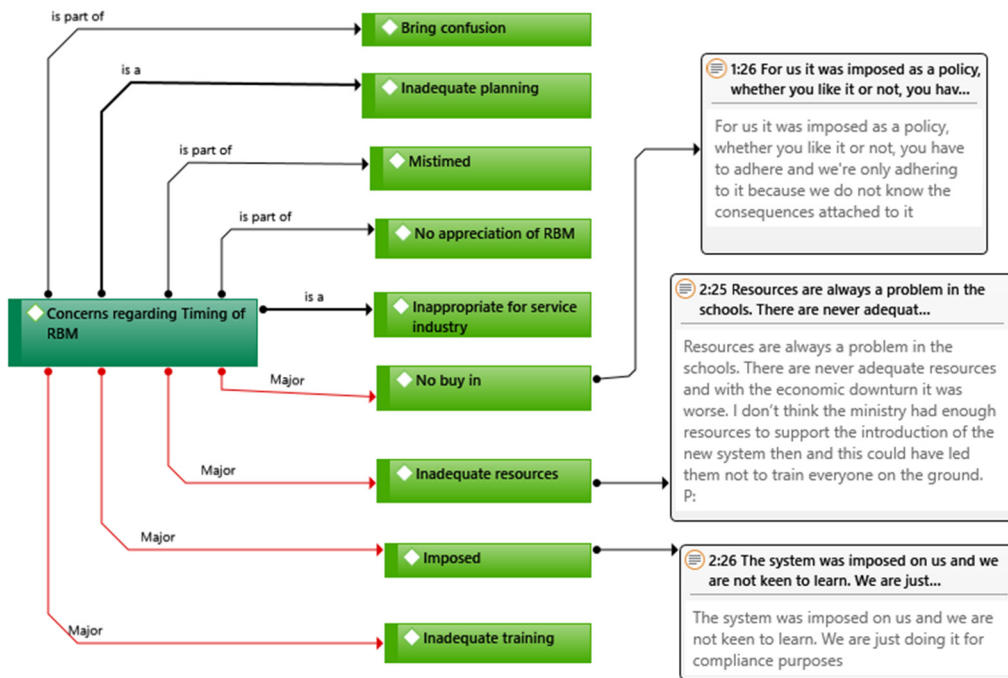 is part of
Bring confusion
is a
Inadequate planning
is part of
Mistimed
is part of
No appreciation of RBM
Concerns regarding Timing of
RBM
is a
Inappropriate for service
industry
Major
No buy in
Major
Inadequate resources
Major
Imposed
Major
Inadequate training
1:26 For us it was imposed as a policy,
whether you like it or not, you hav...
For us it was imposed as a policy,
whether you like it or not, you have
to adhere and we're only adhering
to it because we do not know the
consequences attached to it
2:25 Resources are always a problem in the
schools. There are never adequat...
Resources are always a problem in the
schools. There are never adequate resources
and with the economic downturn it was
worse. I don't think the ministry had enough
resources to support the introduction of the
new system then and this could have led
them not to train everyone on the ground.
P:
2:26 The system was imposed on us and we
are not keen to learn. We are just...
The system was imposed on us and we are
not keen to learn. We are just doing it for
compliance purposes